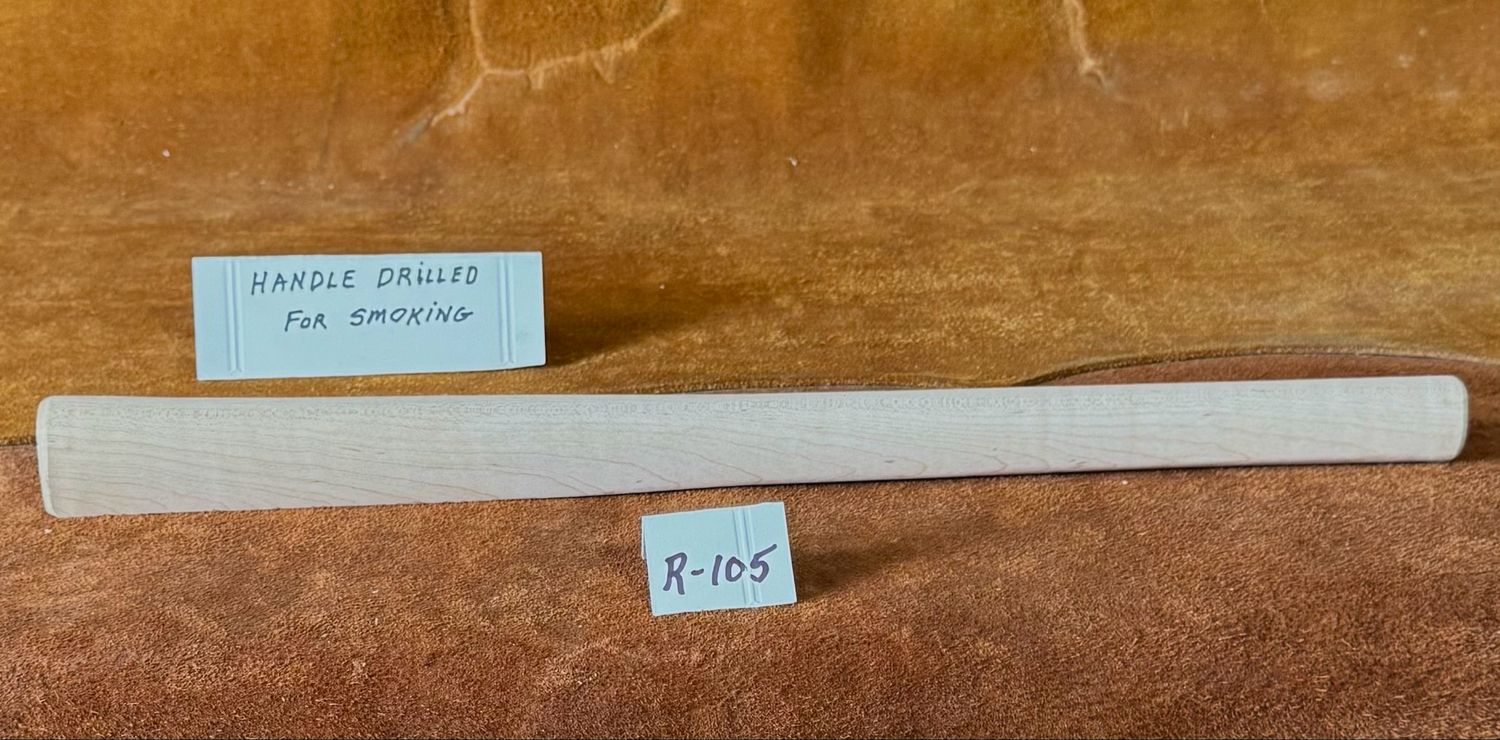 HANDLE DRiLLED
FOR SMOKiNG
R-105